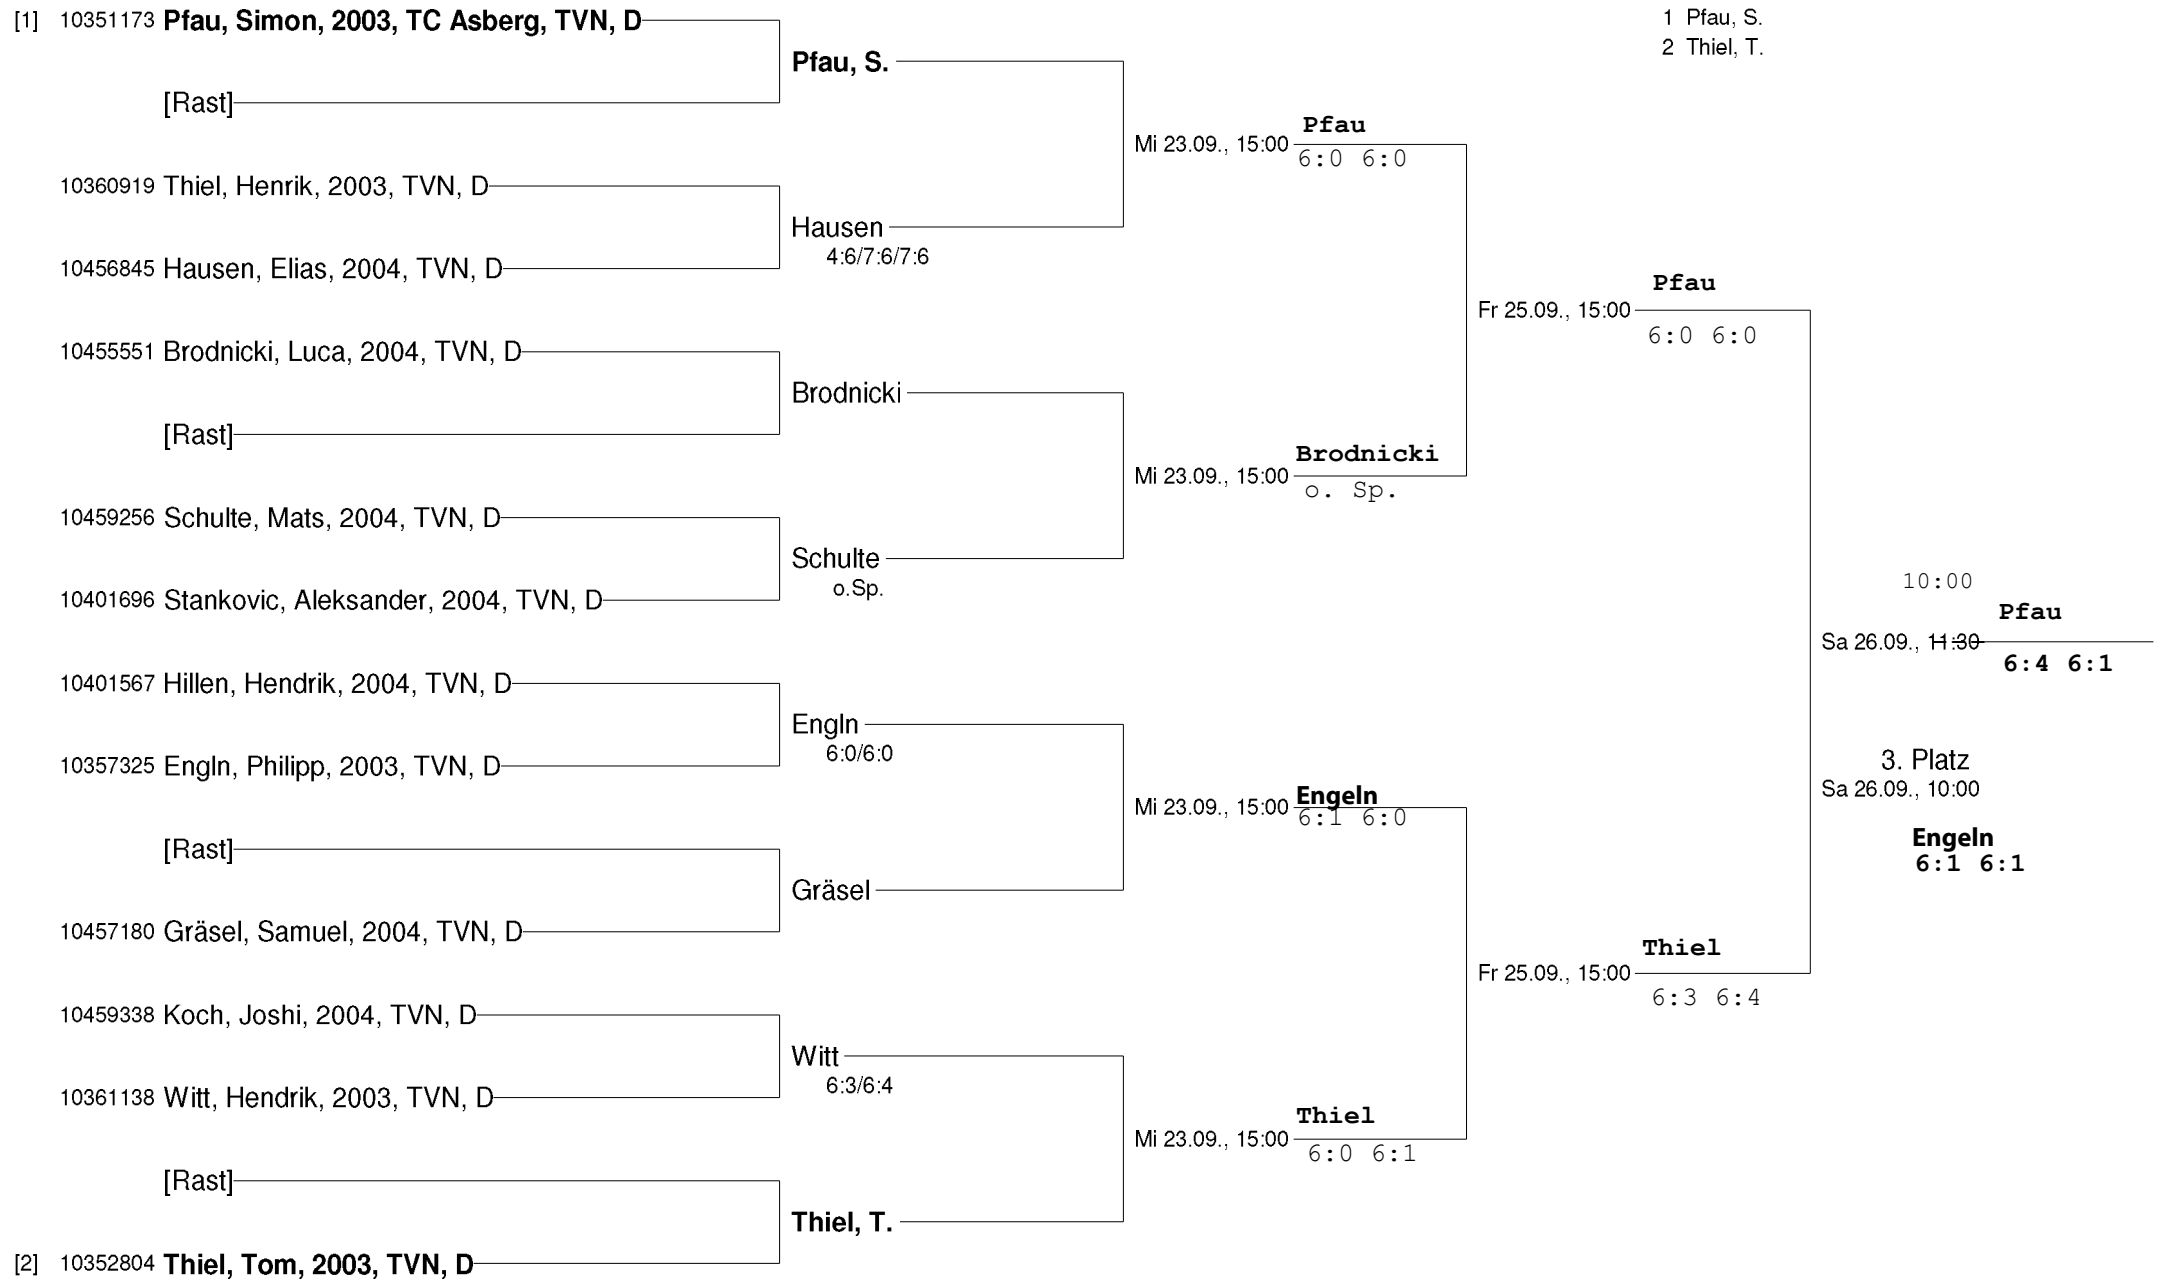 [1] 10351173 Pfau, Simon, 2003, TC Asberg, TVN, D
[Rast]
10360919 Thiel, Henrik, 2003, TVN, D
10456845 Hausen, Elias, 2004, TVN, D
10455551 Brodnicki, Luca, 2004, TVN, D
[Rast]
10459256 Schulte, Mats, 2004, TVN, D
10401696 Stankovic, Aleksander, 2004, TVN, D
10401567 Hillen, Hendrik, 2004, TVN, D
10357325 Engln, Philipp, 2003, TVN, D
[Rast]
10457180 Gräsel, Samuel, 2004, TVN, D
10459338 Koch, Joshi, 2004, TVN, D
10361138 Witt, Hendrik, 2003, TVN, D
[Rast]
[2] 10352804 Thiel, Tom, 2003, TVN, D
Pfau, S.
Hausen
4:6/7:6/7:6
Brodnicki
Schulte
o.Sp.
Engln
6:0/6:0
Gräsel
Witt
6:3/6:4
Thiel, T.
Pfau
Mi 23.09., 15:00
6:0 6:0
Brodnicki
Mi 23.09., 15:00
o. Sp.
Engeln
Mi 23.09., 15:00
6:1 6:0
Thiel
Mi 23.09., 15:00
6:0 6:1
Pfau
Fr 25.09., 15:00
6:0 6:0
Thiel
Fr 25.09., 15:00
6:3 6:4
1 Pfau, S.
2 Thiel, T.
10:00
Pfau
Sa 26.09., 11:30
6:4 6:1
3. Platz
Sa 26.09., 10:00
Engeln
6:1 6:1